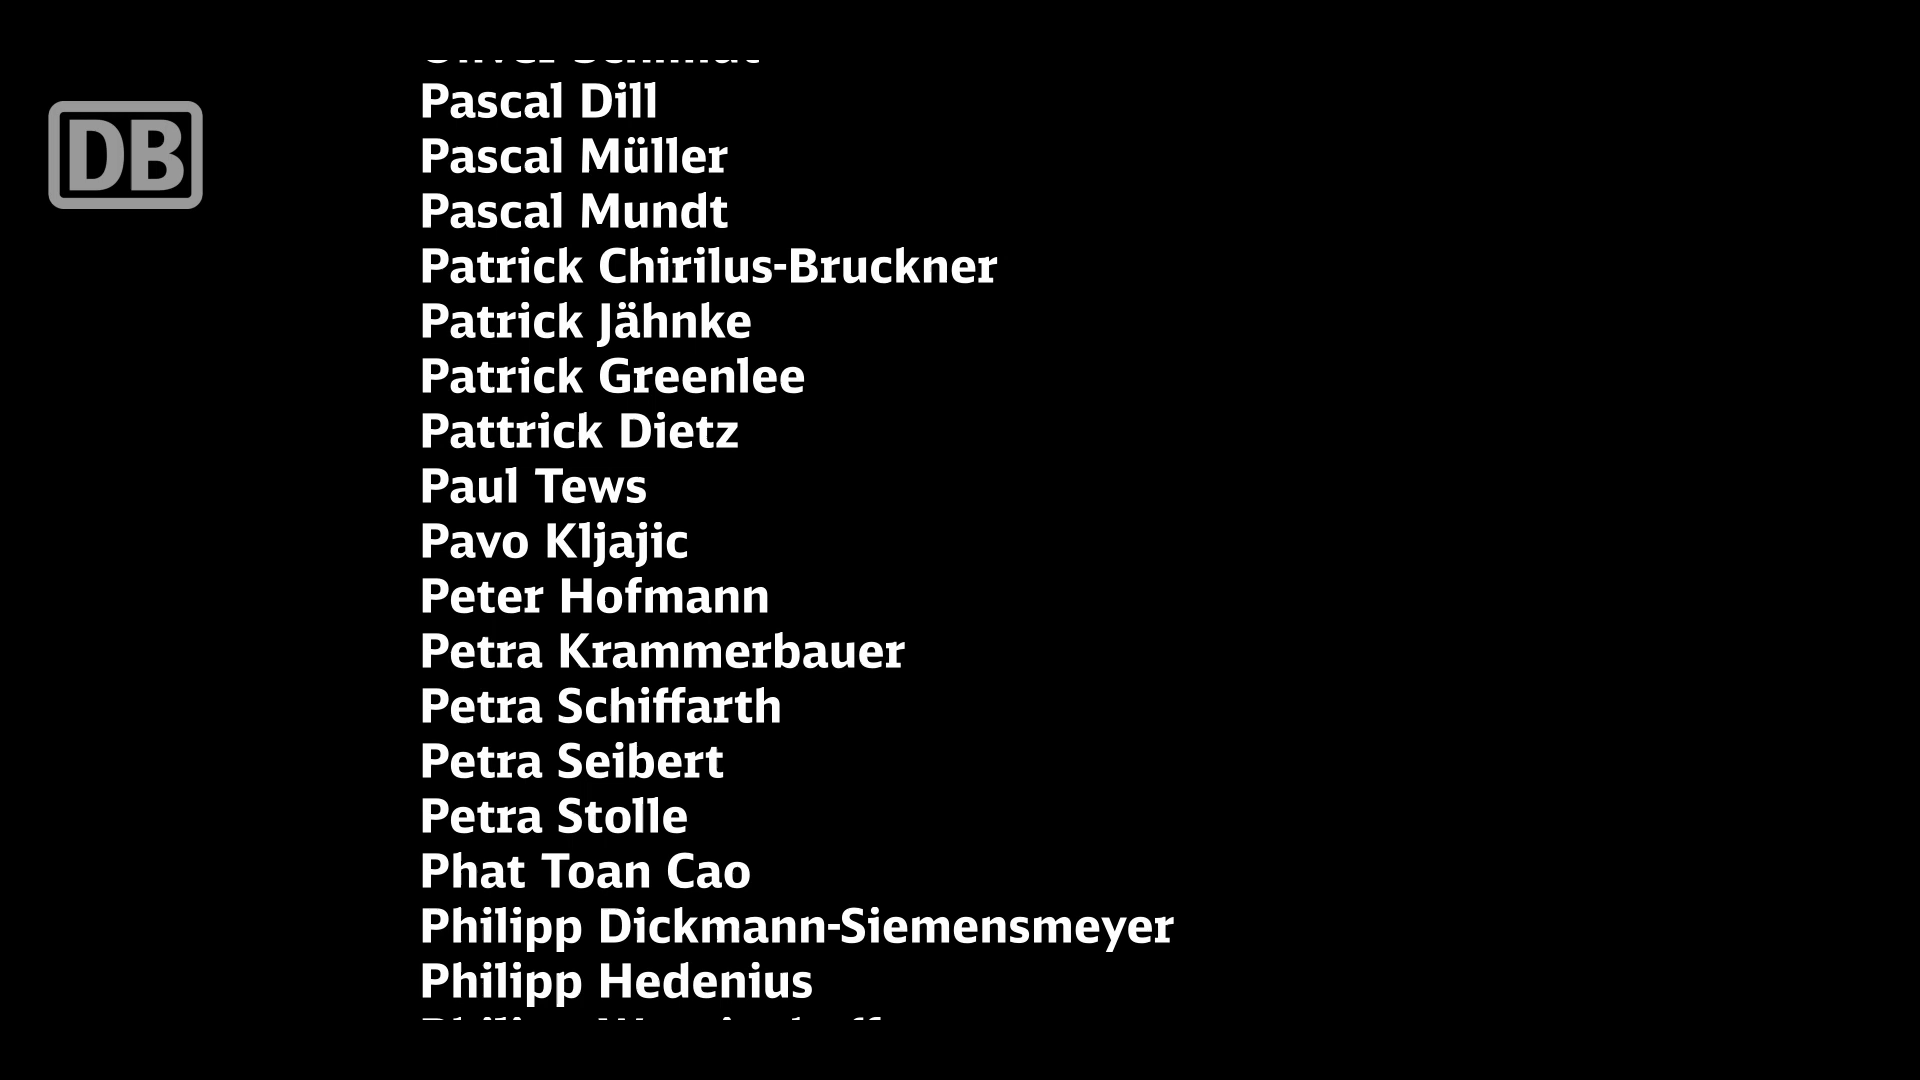 DB
Pascal Dill
Pascal Müller
Pascal Mundt
Patrick Chirilus-Bruckner
Patrick Jähnke
Patrick Greenlee
Pattrick Dietz
Paul Tews
Pavo Kljajic
Peter Hofmann
Petra Krammerbauer
Petra Schiffarth
Petra Seibert
Petra Stolle
Phat Toan Cao
Philipp Dickmann-Siemensmeyer
Philipp Hedenius